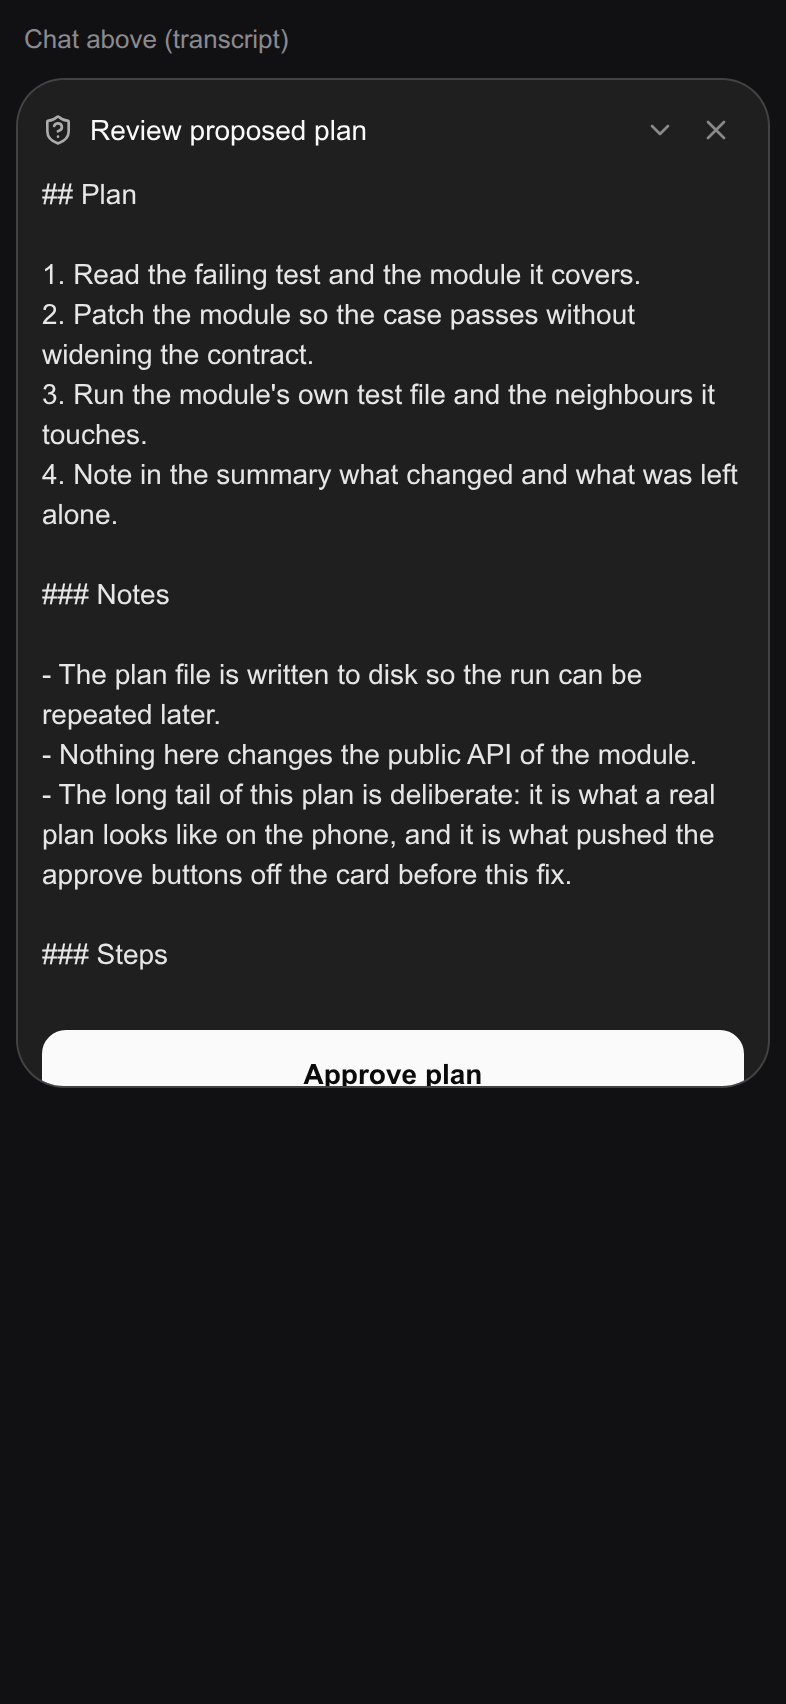 Chat above (transcript)
Review proposed plan
## Plan
1. Read the failing test and the module it covers.
2. Patch the module so the case passes without
widening the contract.
3. Run the module's own test file and the neighbours it
touches.
4. Note in the summary what changed and what was left
alone.
### Notes
- The plan file is written to disk so the run can be
repeated later.
- Nothing here changes the public API of the module.
- The long tail of this plan is deliberate: it is what a real
plan looks like on the phone, and it is what pushed the
approve buttons off the card before this fix.
### Steps
Approve plan